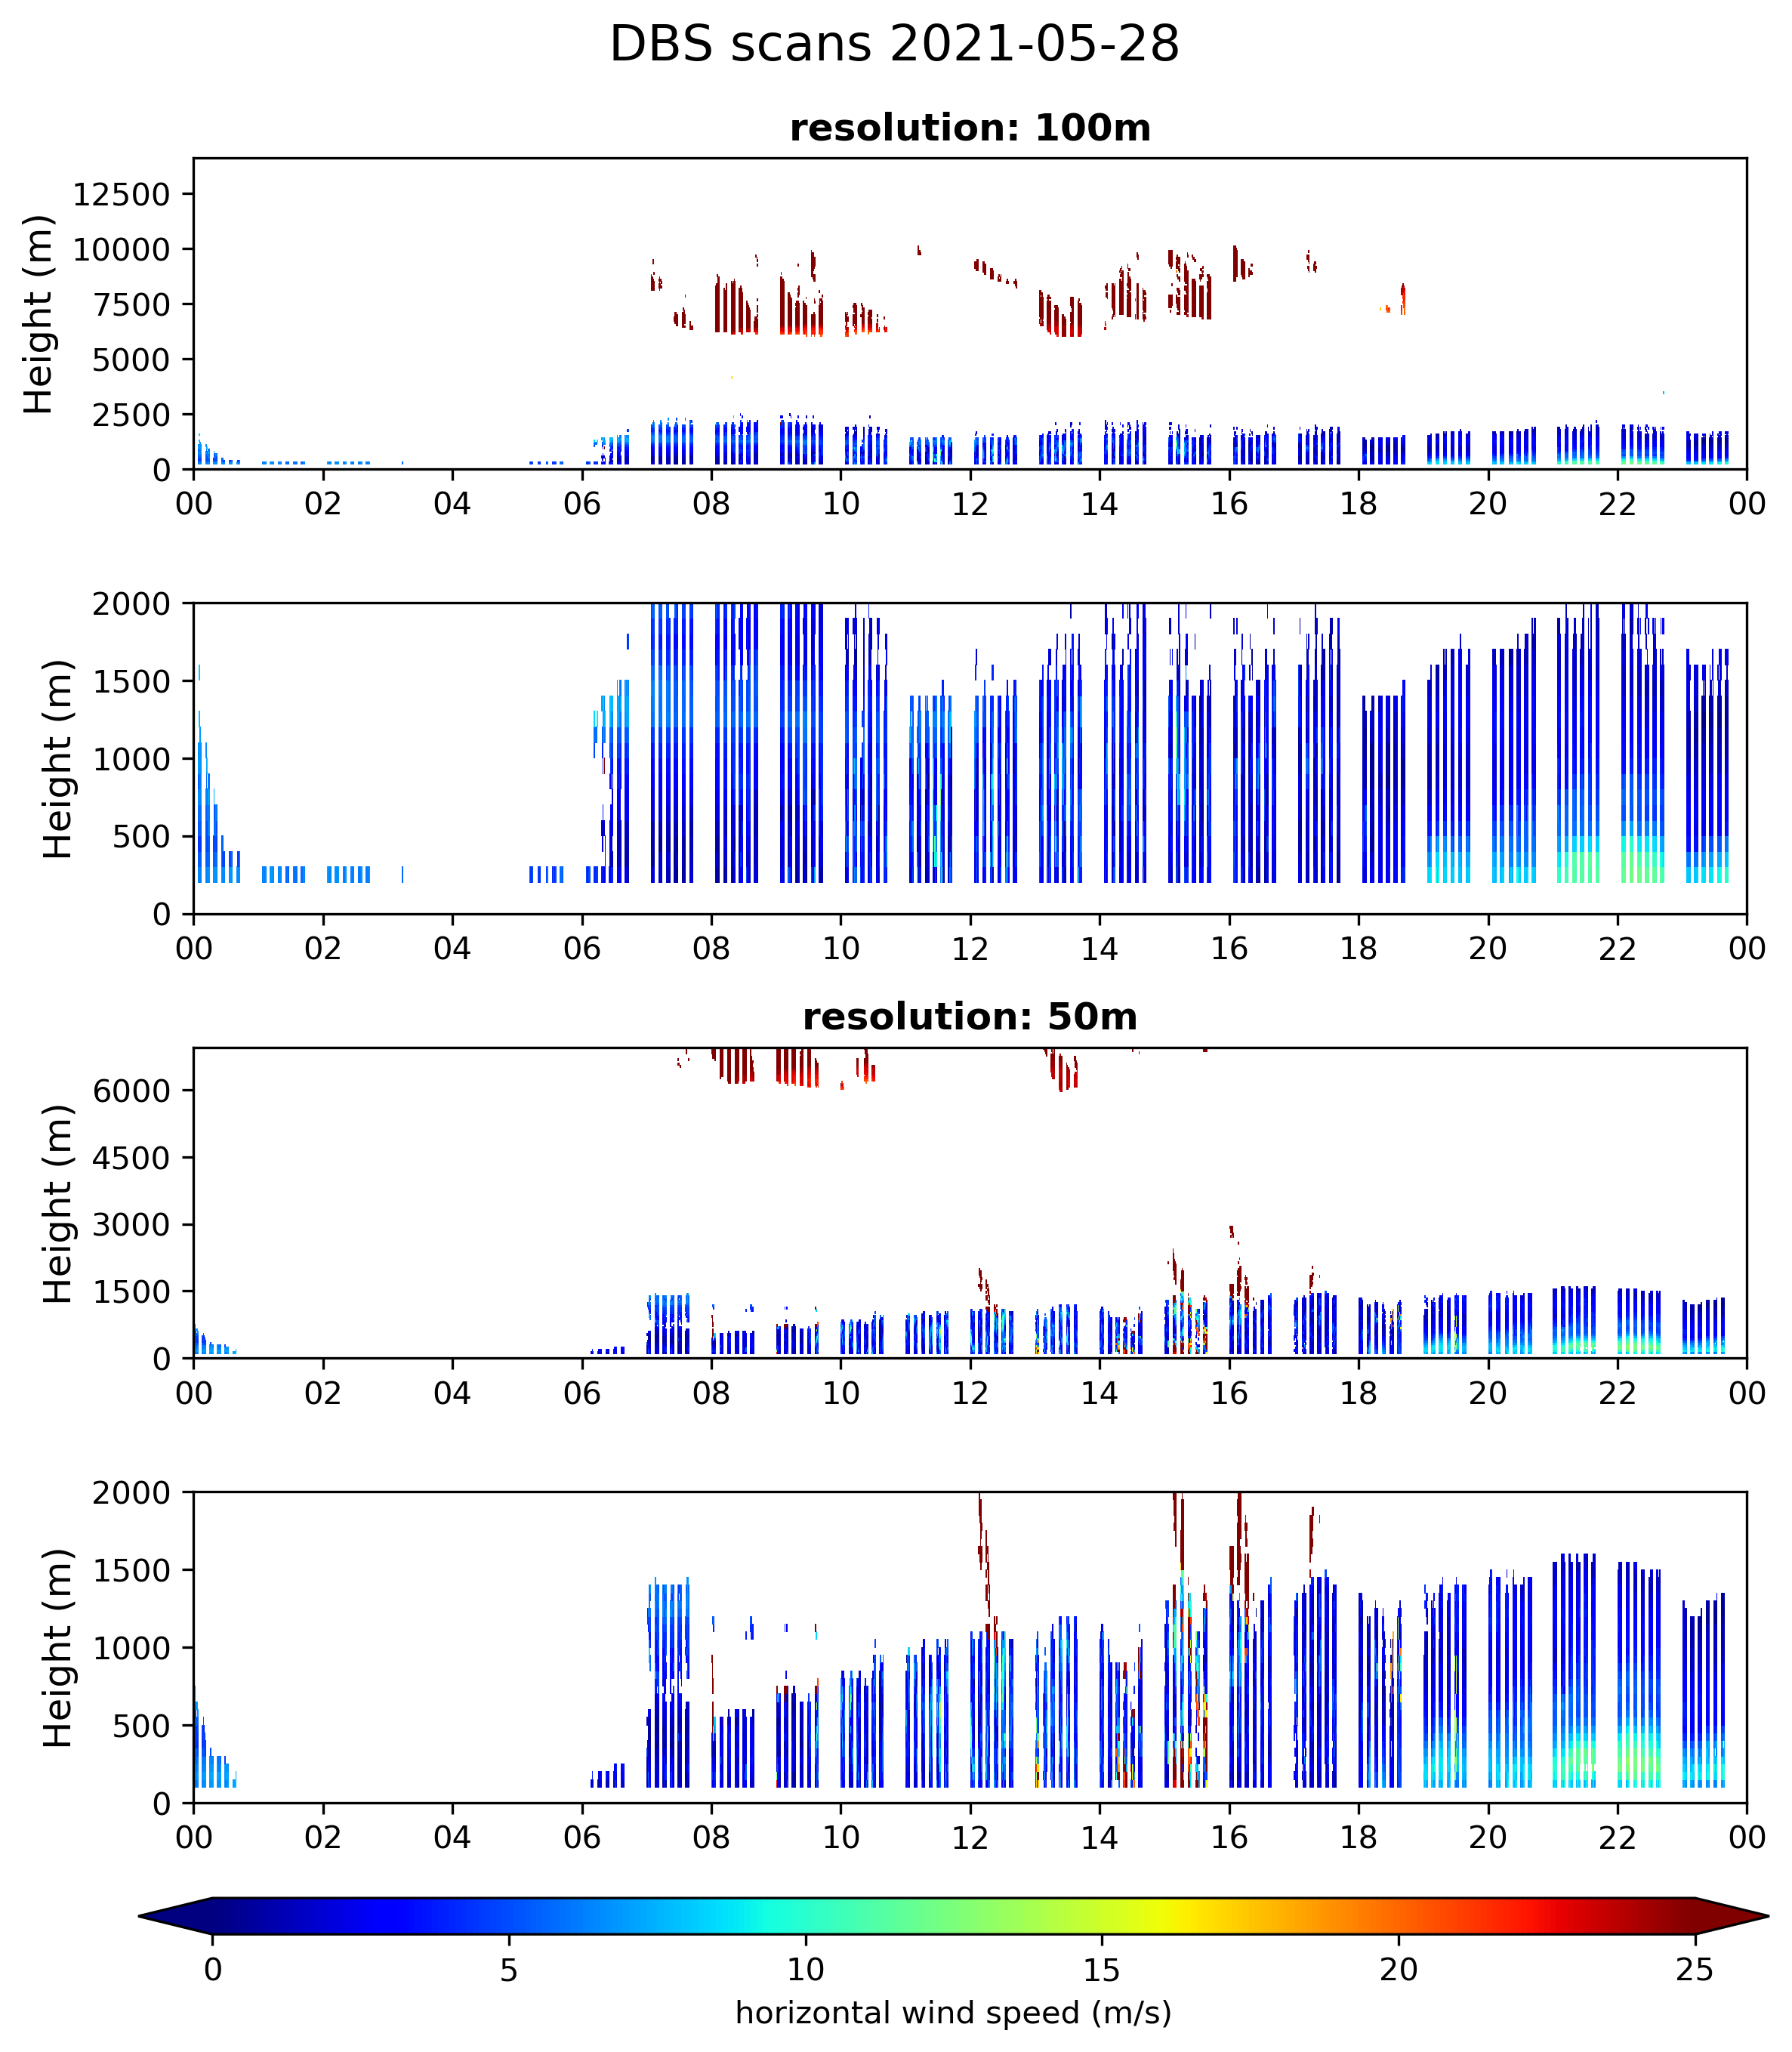 DBS scans 2021-05-28
resolution: 100m
12500
10000
7500
5000
2500
0
Height (m)
00 02 04 06 08 10 12 14 16 18 20 22 00
2000
1500
1000
500
0
Height (m)
00 02 04 06 08 10 12 14 16 18 20 22 00
resolution: 50m
6000
4500
3000
1500
0
Height (m)
00 02 04 06 08 10 12 14 16 18 20 22 00
2000
1500
1000
500
0
Height (m)
00 02 04 06 08 10 12 14 16 18 20 22 00
0 5 10 15 20 25
horizontal wind speed (m/s)